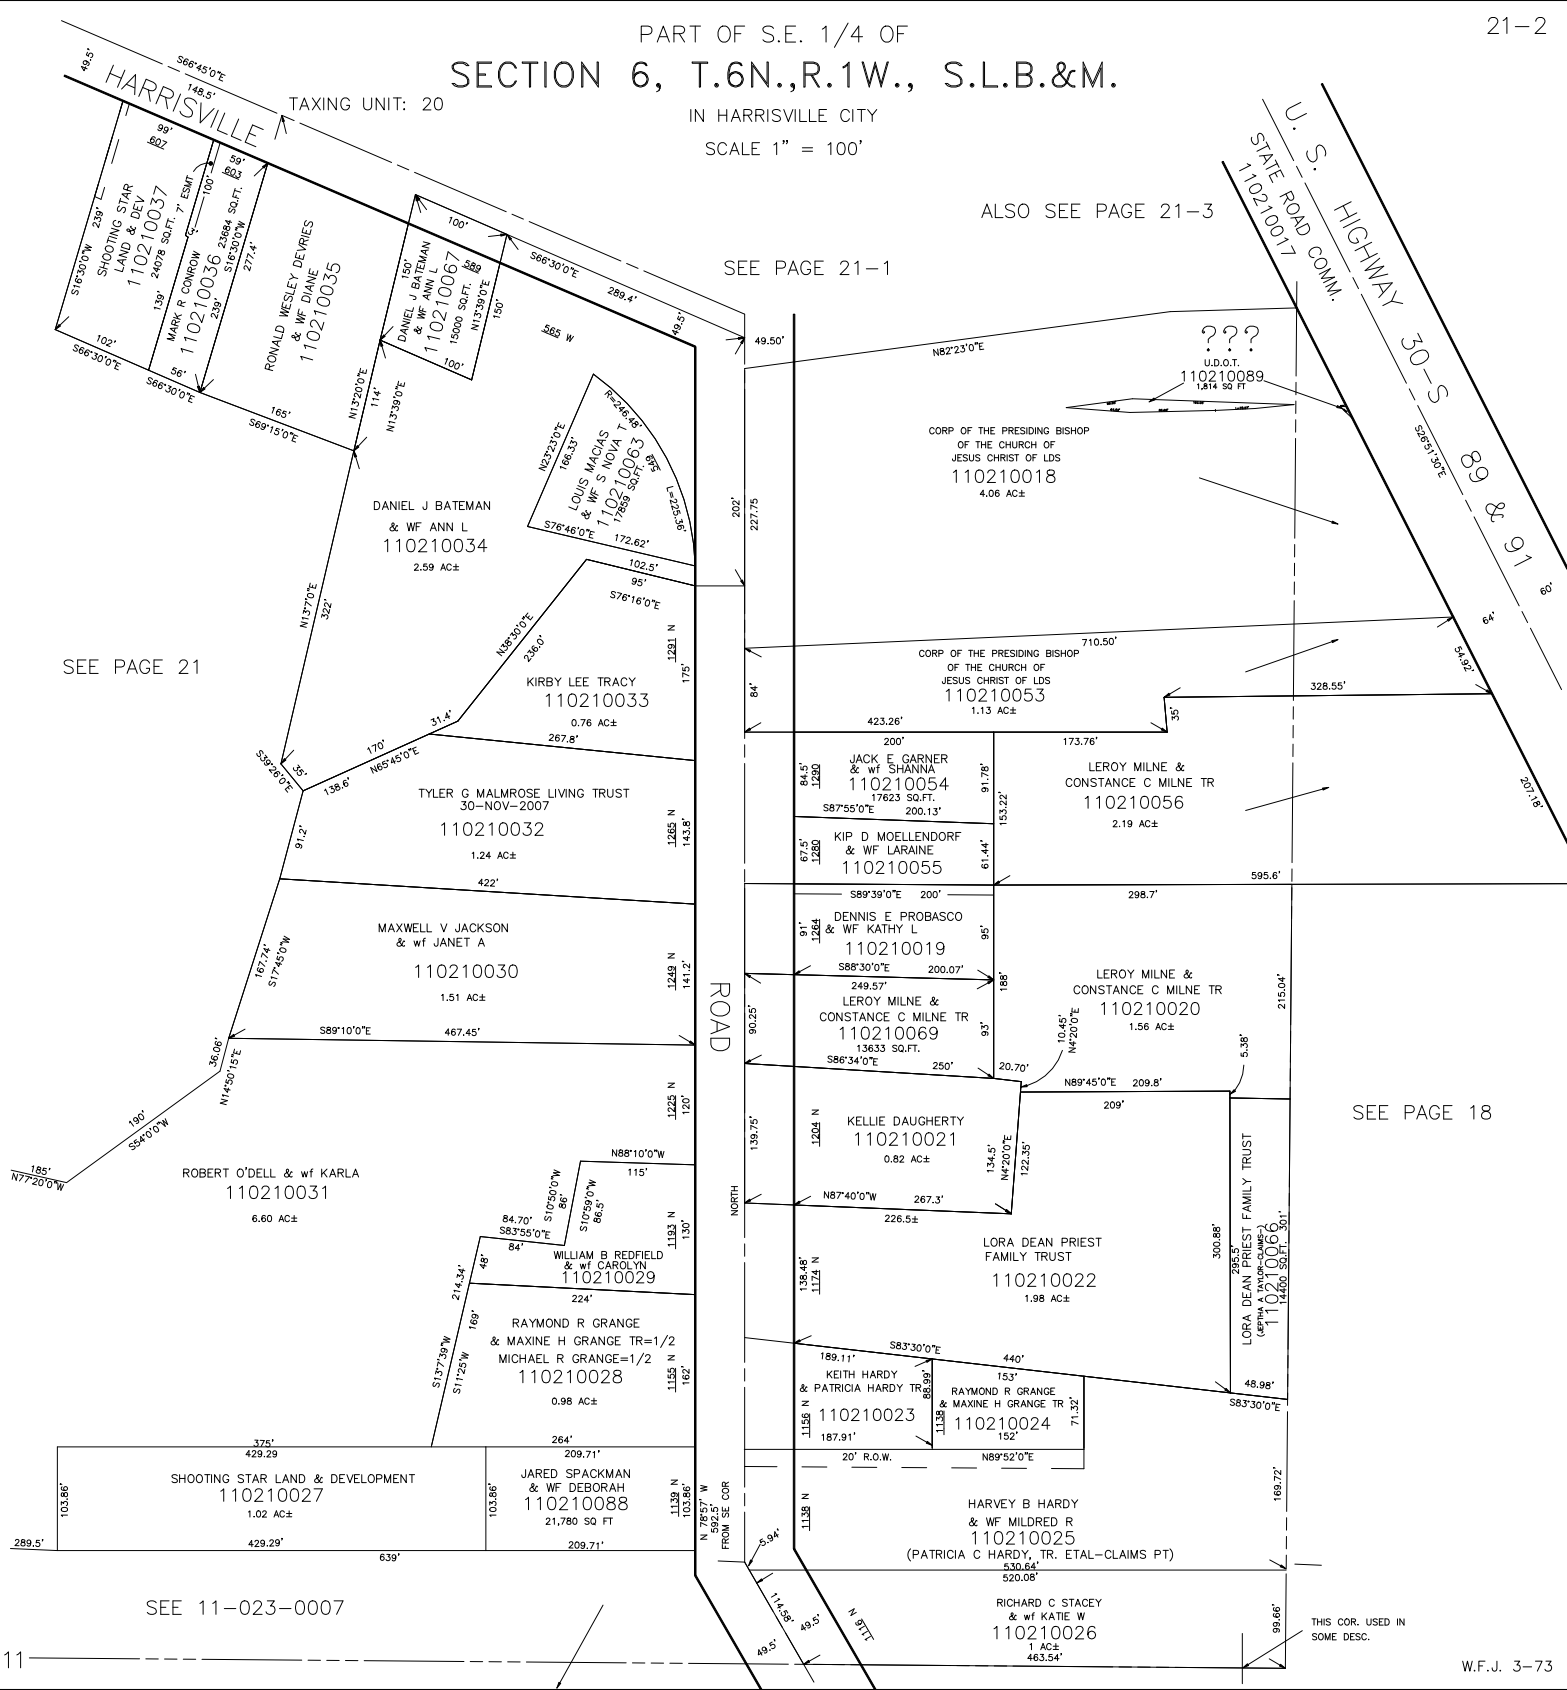 PART OF S.E. 1/4 OF
SECTION 6, T.6N.,R.1W., S.L.B.&M.
IN HARRISVILLE CITY
SCALE 1" = 100'
21-2
TAXING UNIT: 20
49.5'
S66°45'0"E
148.5'
HARRISVILLE
ALSO SEE PAGE 21-3
SEE PAGE 21-1
U. S. HIGHWAY 30-S 89 & 91
STATE ROAD COMM.
110210017
S26°51'30"E
60'
64'
54.92'
207.18'
99'
607
SHOOTING STAR
LAND & DEV
110210037
24078 SQ.FT.
7' ESMT
S16°30'0"W
239'
102'
S66°30'0"E
59'
603
100'
MARK R CONROW
110210036
23684 SQ.FT.
S16°30'0"W
277.4'
139'
239'
56'
S66°30'0"E
RONALD WESLEY DEVRIES
& WF DIANE
110210035
165'
S69°15'0"E
N13°20'0"E
114'
N13°39'0"E
100'
DANIEL J BATEMAN
& WF ANN L
110210067
589
15000 SQ.FT.
N13°39'0"E
150'
150'
100'
S66°30'0"E
289.4'
49.5'
49.50'
565 W
N82°23'0"E
???
U.D.O.T.
110210089
1,814 SQ FT
CORP OF THE PRESIDING BISHOP
OF THE CHURCH OF
JESUS CHRIST OF LDS
110210018
4.06 AC±
202'
227.75
R=246.48'
N23°23'0"E
166.33'
LOUIS MACIAS
& WF S NOVA T
110210063
17859 SQ.FT.
549
L=225.36'
S76°46'0"E
172.62'
102.5'
95'
S76°16'0"E
DANIEL J BATEMAN
& WF ANN L
110210034
2.59 AC±
N13°7'0"E
322'
SEE PAGE 21
N38°30'0"E
236.0'
1291 N
175'
KIRBY LEE TRACY
110210033
0.76 AC±
31.4'
267.8'
170'
N65°45'0"E
138.6'
S39°26'0"E
35'
710.50'
CORP OF THE PRESIDING BISHOP
OF THE CHURCH OF
JESUS CHRIST OF LDS
110210053
1.13 AC±
84'
423.26'
328.55'
35'
200'
173.76'
JACK E GARNER
& wf SHANNA
110210054
17623 SQ.FT.
84.5'
1290
91.78'
S87°55'0"E
200.13'
153.22'
LEROY MILNE &
CONSTANCE C MILNE TR
110210056
2.19 AC±
KIP D MOELLENDORF
& WF LARAINE
110210055
67.5'
1280
61.44'
595.6'
TYLER G MALMROSE LIVING TRUST
30-NOV-2007
110210032
1.24 AC±
1265 N
143.8'
91.2'
422'
S89°39'0"E 200'
298.7'
DENNIS E PROBASCO
& WF KATHY L
110210019
91'
1264
95'
S88°30'0"E
200.07'
MAXWELL V JACKSON
& wf JANET A
110210030
1.51 AC±
1249 N
141.2'
167.74'
S17°45'0"W
S89°10'0"E
467.45'
ROAD
249.57'
188'
LEROY MILNE &
CONSTANCE C MILNE TR
110210069
13633 SQ.FT.
90.25'
93'
S86°34'0"E
250'
20.70'
LEROY MILNE &
CONSTANCE C MILNE TR
110210020
1.56 AC±
215.04'
10.45'
N4°20'0"E
5.38'
N89°45'0"E 209.8'
209'
SEE PAGE 18
36.06'
N14°50'15"E
190'
S54°0'0"W
185'
N77°20'0"W
1225 N
120'
ROBERT O'DELL & wf KARLA
110210031
6.60 AC±
139.75'
1204 N
KELLIE DAUGHERTY
110210021
0.82 AC±
134.5'
N4°20'0"E
122.35'
N87°40'0"W
267.3'
226.5±
NORTH
N88°10'0"W
115'
S10°50'0"W
86'
S10°59'0"W
86.5'
84.70'
S83°55'0"E
84'
1193 N
130'
WILLIAM B REDFIELD
& wf CAROLYN
110210029
48'
224'
LORA DEAN PRIEST
FAMILY TRUST
110210022
1.98 AC±
138.48'
1174 N
300.88'
295.5'
LORA DEAN PRIEST FAMILY TRUST
(JEPTHA A TAYLOR-CLAIMS-)
110210066
14400 SQ.FT.
301'
48.98'
S83°30'0"E
214.34'
169'
S13°7'39"W
S11°25'W
RAYMOND R GRANGE
& MAXINE H GRANGE TR=1/2
MICHAEL R GRANGE=1/2
110210028
0.98 AC±
1155 N
162'
S83°30'0"E
189.11'
440'
KEITH HARDY
& PATRICIA HARDY TR
110210023
1156 N
88.99'
187.91'
153'
RAYMOND R GRANGE
& MAXINE H GRANGE TR
110210024
1138
71.32'
152'
20' R.O.W.
N89°52'0"E
375'
429.29
264'
209.71'
SHOOTING STAR LAND & DEVELOPMENT
110210027
1.02 AC±
103.86'
103.86'
JARED SPACKMAN
& WF DEBORAH
110210088
21,780 SQ FT
1139 N
103.86'
N 78°57' W
592.5'
FROM SE COR
289.5'
429.29'
639'
209.71'
1138 N
HARVEY B HARDY
& WF MILDRED R
110210025
(PATRICIA C HARDY, TR. ETAL-CLAIMS PT)
169.72'
5.94'
530.64'
520.08'
SEE 11-023-0007
114.58'
49.5'
49.5'
1116 N
RICHARD C STACEY
& wf KATIE W
110210026
1 AC±
463.54'
99.66'
THIS COR. USED IN
SOME DESC.
11
W.F.J. 3-73